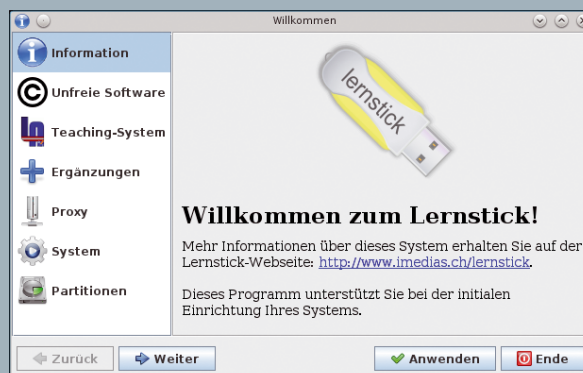 Willkommen
Information
Unfreie Software
Teaching-System
Ergänzungen
Proxy
System
Partitionen
lernstick
Willkommen zum Lernstick!
Mehr Informationen über dieses System erhalten Sie auf der
Lernstick-Webseite: http://www.imedias.ch/lernstick.
Dieses Programm unterstützt Sie bei der initialen
Einrichtung Ihres Systems.
Zurück
Weiter
Anwenden
Ende